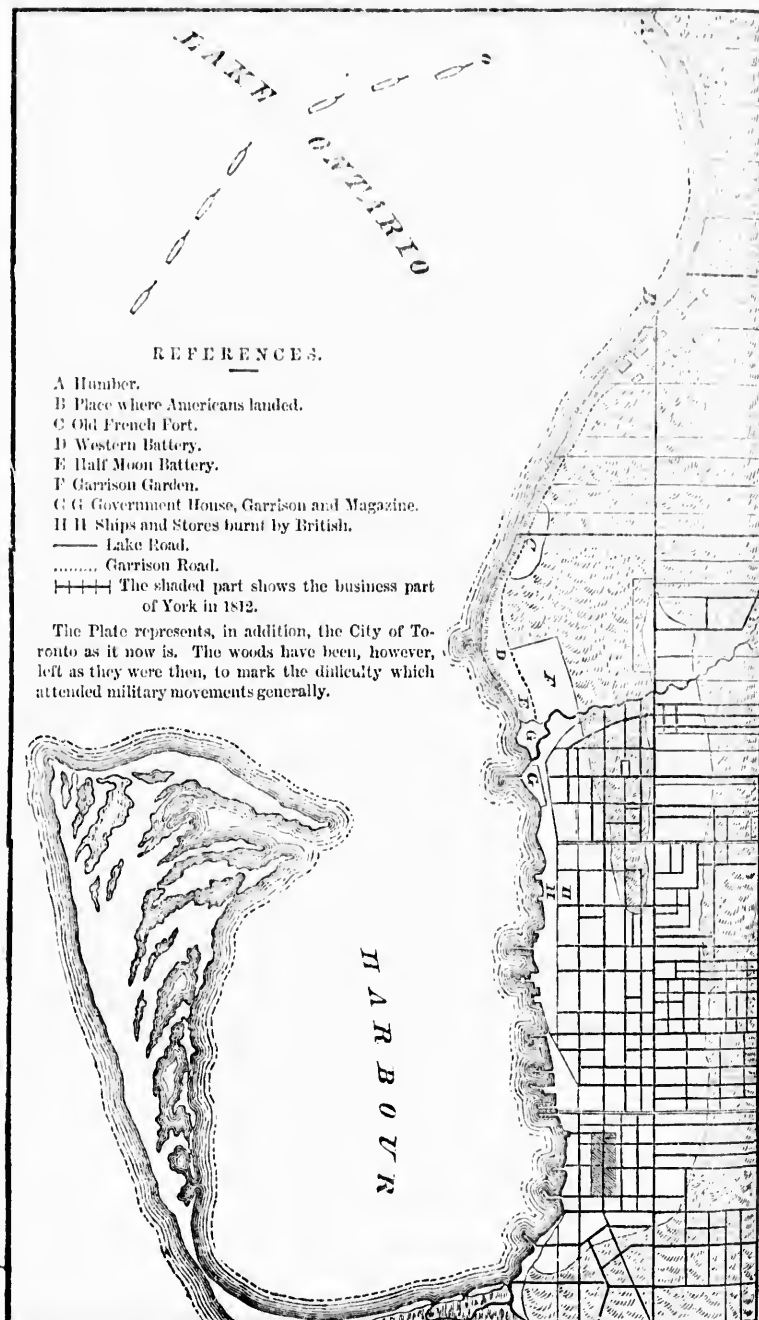 LAKE
ONTARIO
REFERENCES.
A Humber.
B Place where Americans landed.
C Old French Fort.
D Western Battery.
E Half Moon Battery.
F Garrison Garden.
G G Government House, Garrison and Magazine.
H H Ships and Stores burnt by British.
Lake Road.
......... Garrison Road.
The shaded part shows the business part
of York in 1812.
The Plate represents, in addition, the City of To-
ronto as it now is. The woods have been, however,
left as they were then, to mark the difficulty which
attended military movements generally.
B
C
D
F
E
G
G
H
H
HARBOUR